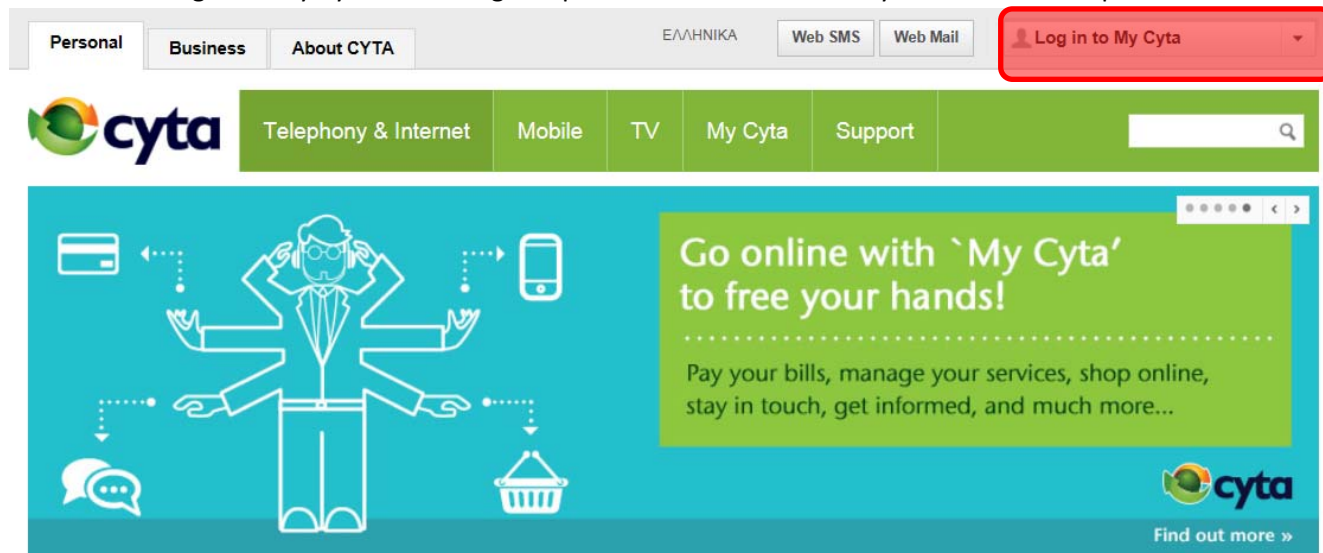 Personal
Business
About CYTA
ΕΛΛΗΝΙΚΑ
Web SMS
Web Mail
Log in to My Cyta
cyta
Telephony & Internet
Mobile
TV
My Cyta
Support
Go online with `My Cyta'
to free your hands!
Pay your bills, manage your services, shop online,
stay in touch, get informed, and much more...
cyta
Find out more »